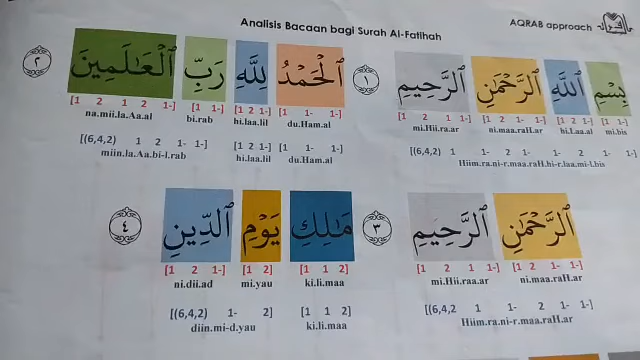 Analisis Bacaan bagi Surah Al-Fatihah
AQRAB approach
١ بِسْمِ ٱللَّهِ ٱلرَّحْمَٰنِ ٱلرَّحِيمِ
[1 2 1 1-] [1 2 1- 1-] [1 2 1-] [1 1-]
mi.Hii.ra.ar ni.maa.raH.ar hi.Laa.al mi.bis
[(6,4,2) 1 1- 2 1- 1- 2 1- 1-]
Hiim.ra.ni-r.maa.raH.bi-r.laa.mi-l.bis
٢ ٱلْحَمْدُ لِلَّهِ رَبِّ ٱلْعَٰلَمِينَ
[1 2 1 2 1-] [1 1-] [1 2 1-] [1 1- 1-]
na.mii.la.Aa.al bi.rab hi.laa.lil du.Ham.al
[(6,4,2) 1 2 1- 1-] [1 2 1-] [1 1- 1-]
miin.la.Aa.bi-l.rab hi.laa.lil du.Ham.al
٣ ٱلرَّحْمَٰنِ ٱلرَّحِيمِ
[1 2 1 1-] [1 2 1- 1-]
mi.Hii.raa.ar ni.maa.raH.ar
[(6,4,2 1 1- 2 1- 1-]
Hiim.ra.ni-r.maa.raH.ar
٤ مَٰلِكِ يَوْمِ ٱلدِّينِ
[1 2 1-] [1 2] [1 1 2]
ni.dii.ad mi.yau ki.li.maa
[(6,4,2) 1- 2] [1 1 2]
diin.mi-d.yau ki.li.maa